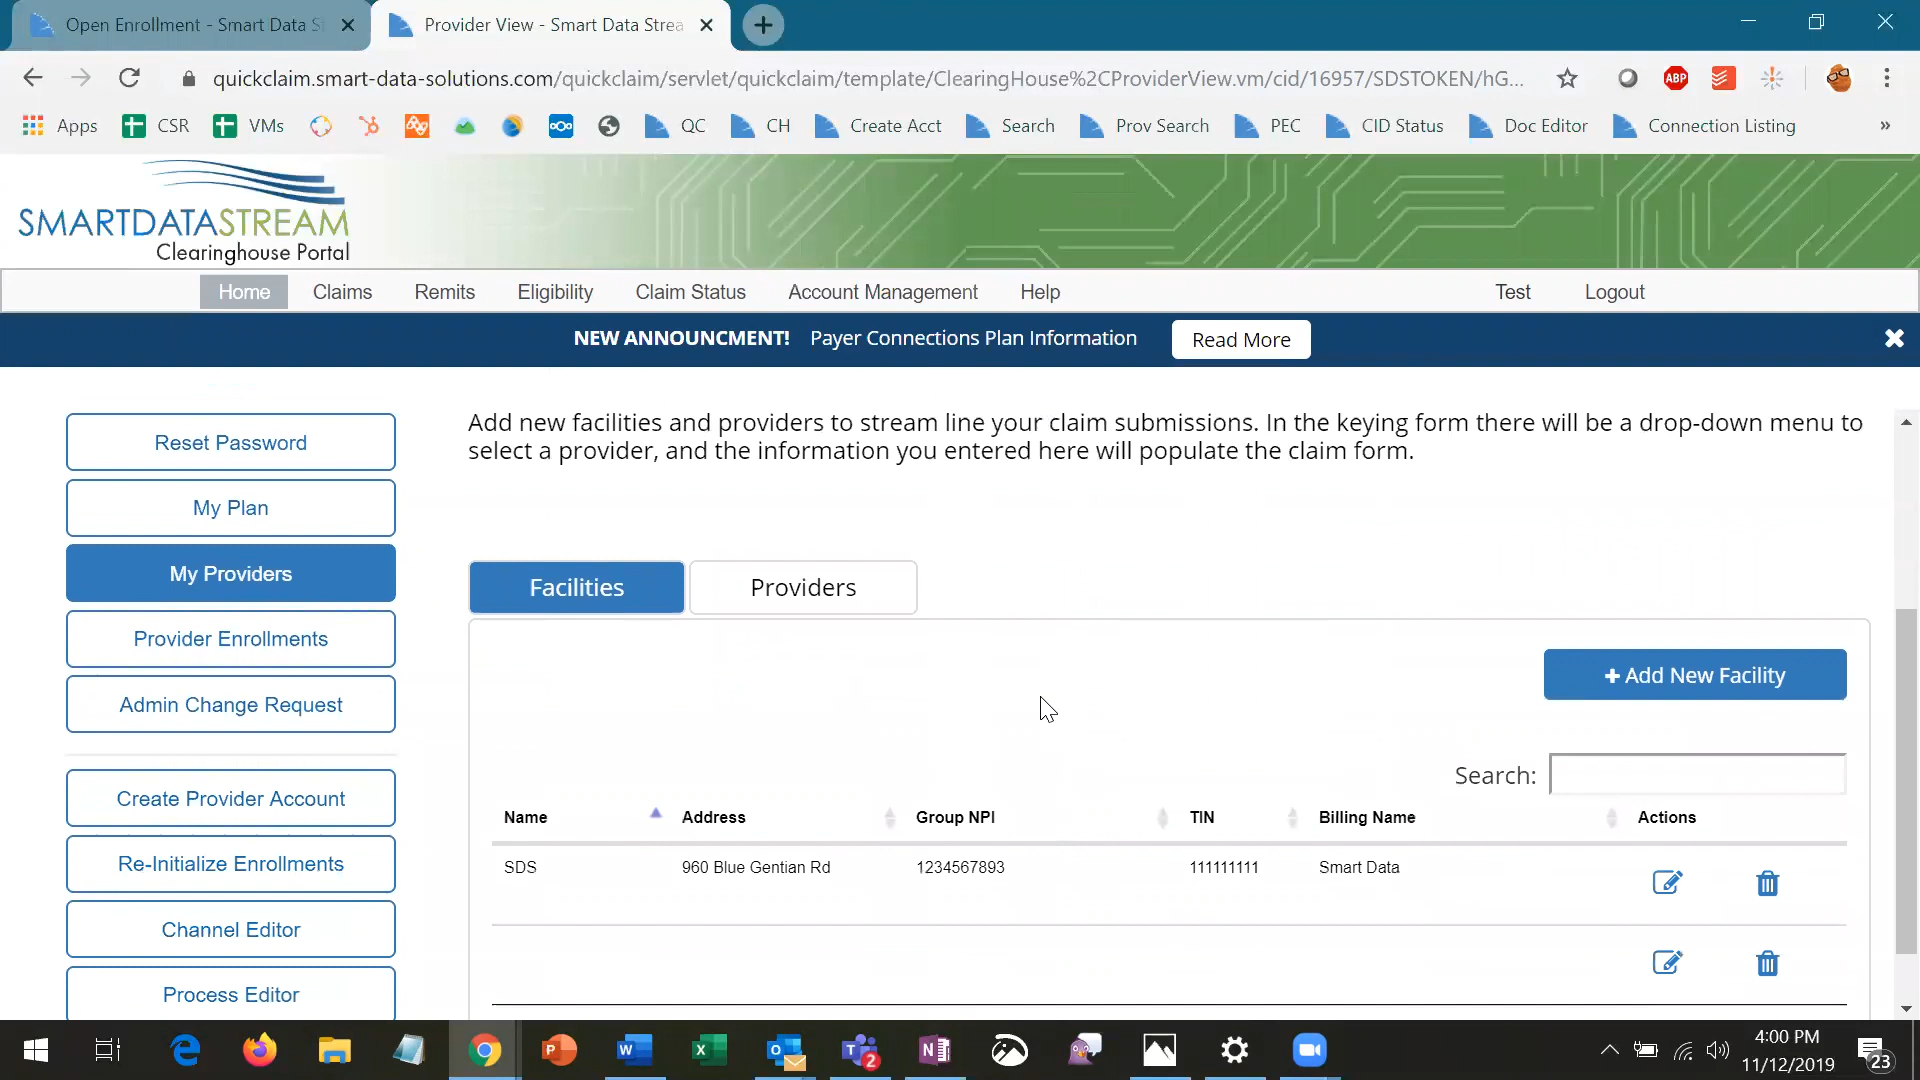 Open Enrollment - Smart Data S
Provider View - Smart Data Strea
quickclaim.smart-data-solutions.com/quickclaim/servlet/quickclaim/template/ClearingHouse%2CProviderView.vm/cid/16957/SDSTOKEN/hG...
ABP
Apps CSR VMs QC CH Create Acct Search Prov Search PEC CID Status Doc Editor Connection Listing »
SMARTDATASTREAM
Clearinghouse Portal
Home Claims Remits Eligibility Claim Status Account Management Help Test Logout
NEW ANNOUNCMENT! Payer Connections Plan Information Read More
Reset Password
My Plan
My Providers
Provider Enrollments
Admin Change Request
Create Provider Account
Re-Initialize Enrollments
Channel Editor
Process Editor
Add new facilities and providers to stream line your claim submissions. In the keying form there will be a drop-down menu to
select a provider, and the information you entered here will populate the claim form.
Facilities Providers
+ Add New Facility
Search:
Name Address Group NPI TIN Billing Name Actions
SDS 960 Blue Gentian Rd 1234567893 111111111 Smart Data
4:00 PM
11/12/2019
2
23